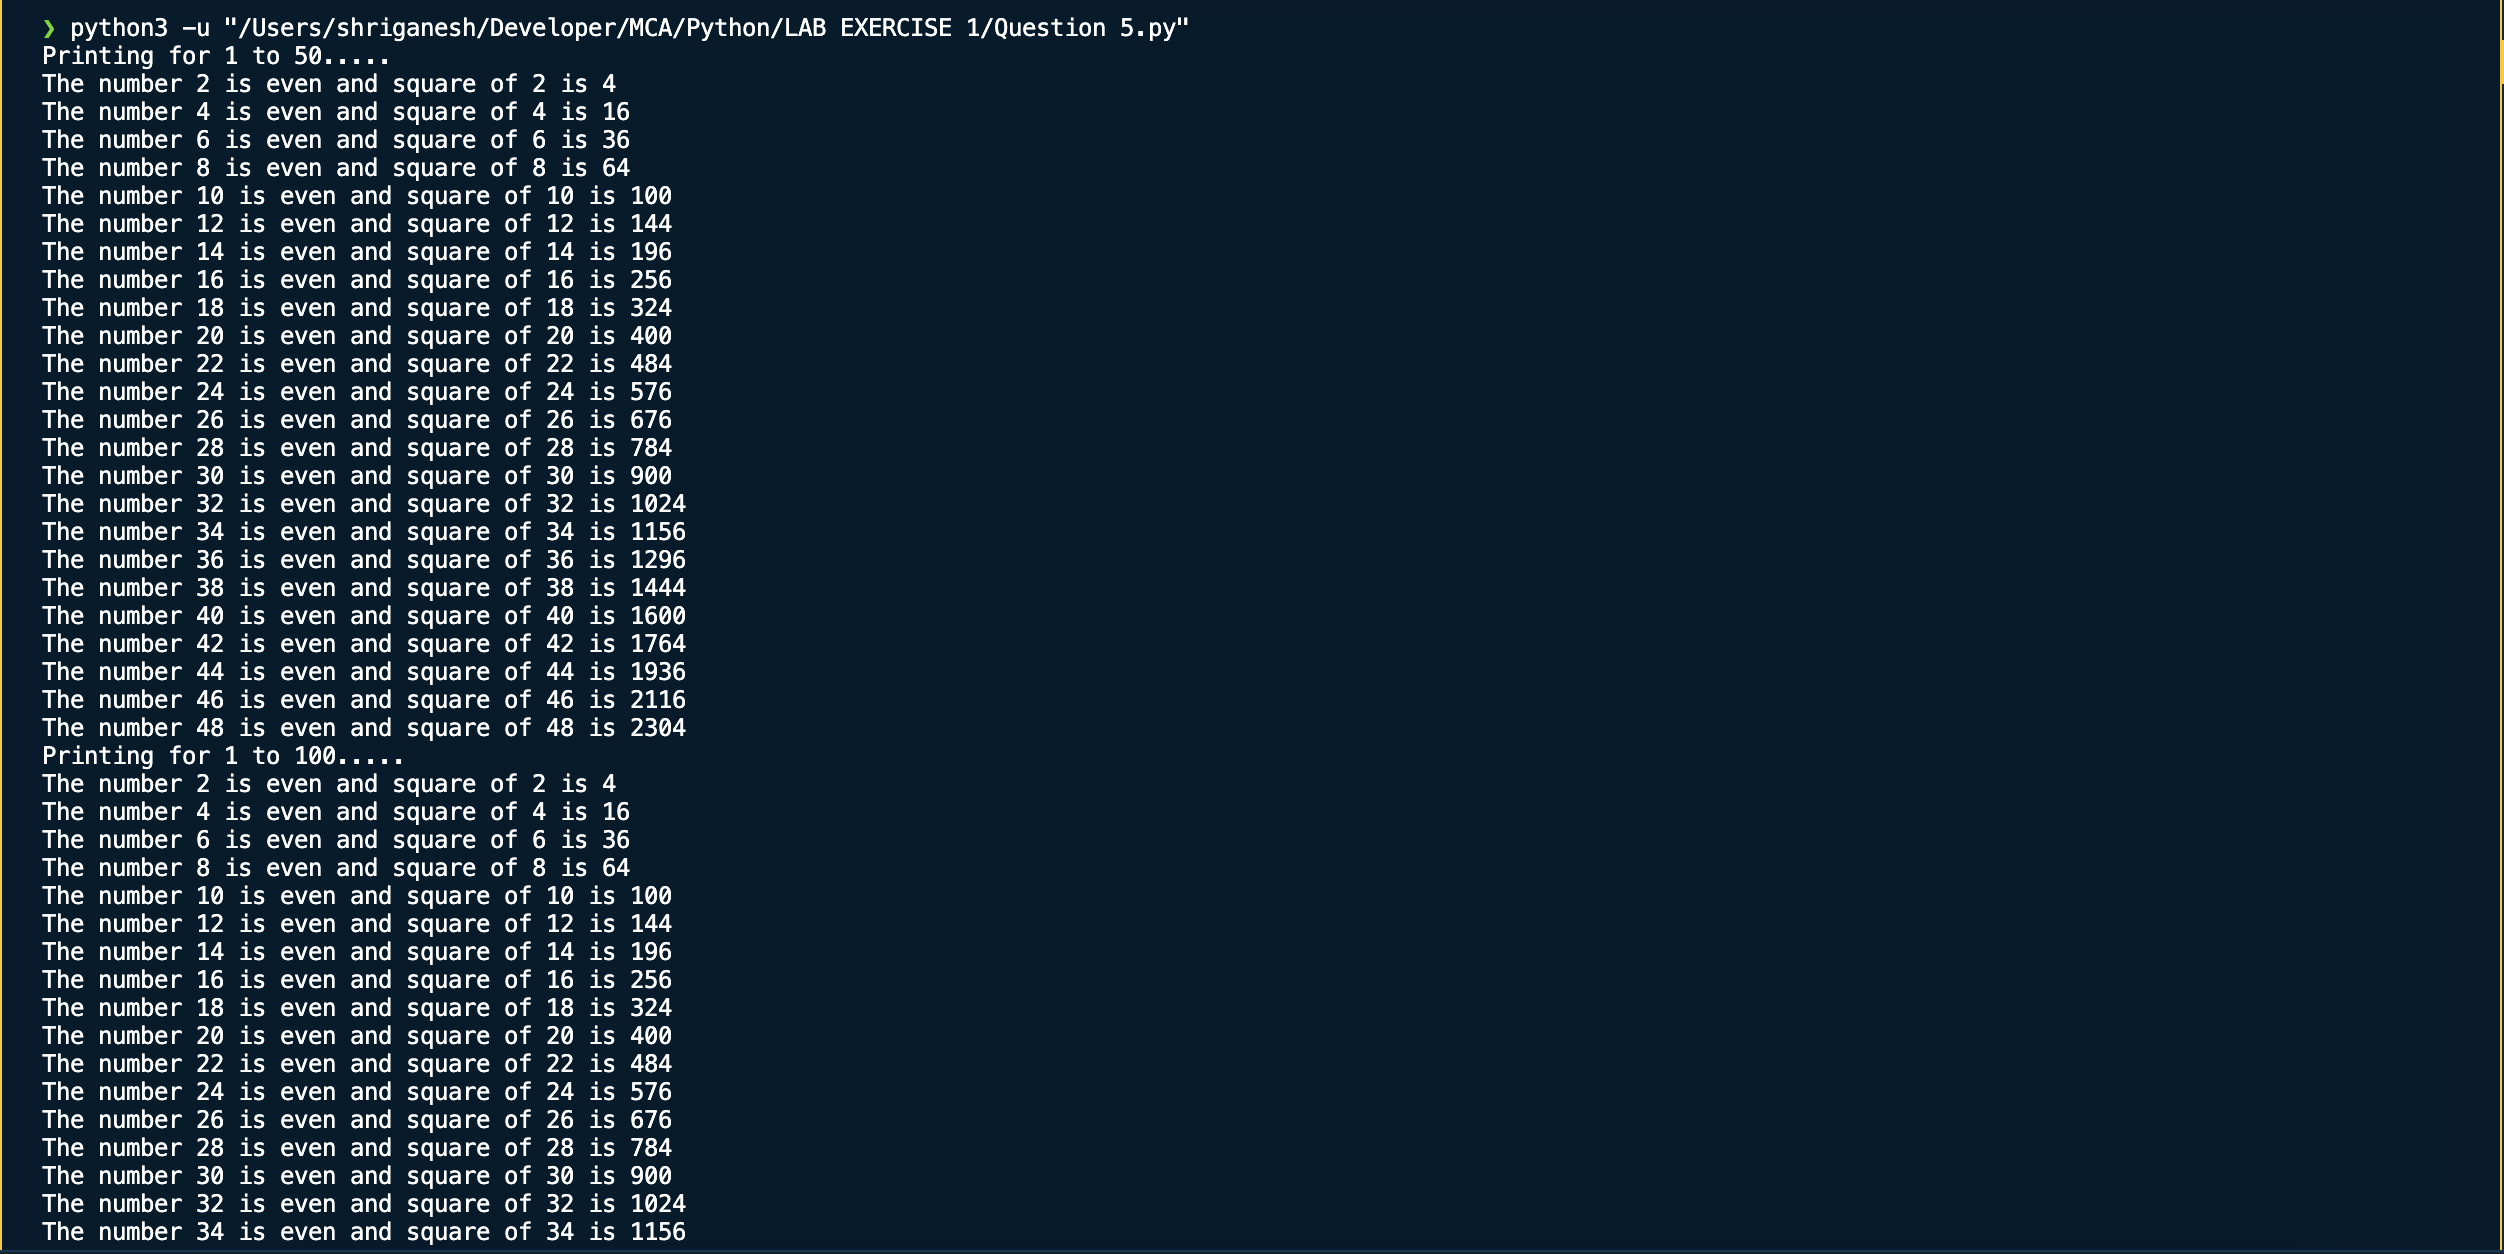 ❯ python3 -u "/Users/shriganesh/Developer/MCA/Python/LAB EXERCISE 1/Question 5.py"
Printing for 1 to 50.....
The number 2 is even and square of 2 is 4
The number 4 is even and square of 4 is 16
The number 6 is even and square of 6 is 36
The number 8 is even and square of 8 is 64
The number 10 is even and square of 10 is 100
The number 12 is even and square of 12 is 144
The number 14 is even and square of 14 is 196
The number 16 is even and square of 16 is 256
The number 18 is even and square of 18 is 324
The number 20 is even and square of 20 is 400
The number 22 is even and square of 22 is 484
The number 24 is even and square of 24 is 576
The number 26 is even and square of 26 is 676
The number 28 is even and square of 28 is 784
The number 30 is even and square of 30 is 900
The number 32 is even and square of 32 is 1024
The number 34 is even and square of 34 is 1156
The number 36 is even and square of 36 is 1296
The number 38 is even and square of 38 is 1444
The number 40 is even and square of 40 is 1600
The number 42 is even and square of 42 is 1764
The number 44 is even and square of 44 is 1936
The number 46 is even and square of 46 is 2116
The number 48 is even and square of 48 is 2304
Printing for 1 to 100.....
The number 2 is even and square of 2 is 4
The number 4 is even and square of 4 is 16
The number 6 is even and square of 6 is 36
The number 8 is even and square of 8 is 64
The number 10 is even and square of 10 is 100
The number 12 is even and square of 12 is 144
The number 14 is even and square of 14 is 196
The number 16 is even and square of 16 is 256
The number 18 is even and square of 18 is 324
The number 20 is even and square of 20 is 400
The number 22 is even and square of 22 is 484
The number 24 is even and square of 24 is 576
The number 26 is even and square of 26 is 676
The number 28 is even and square of 28 is 784
The number 30 is even and square of 30 is 900
The number 32 is even and square of 32 is 1024
The number 34 is even and square of 34 is 1156